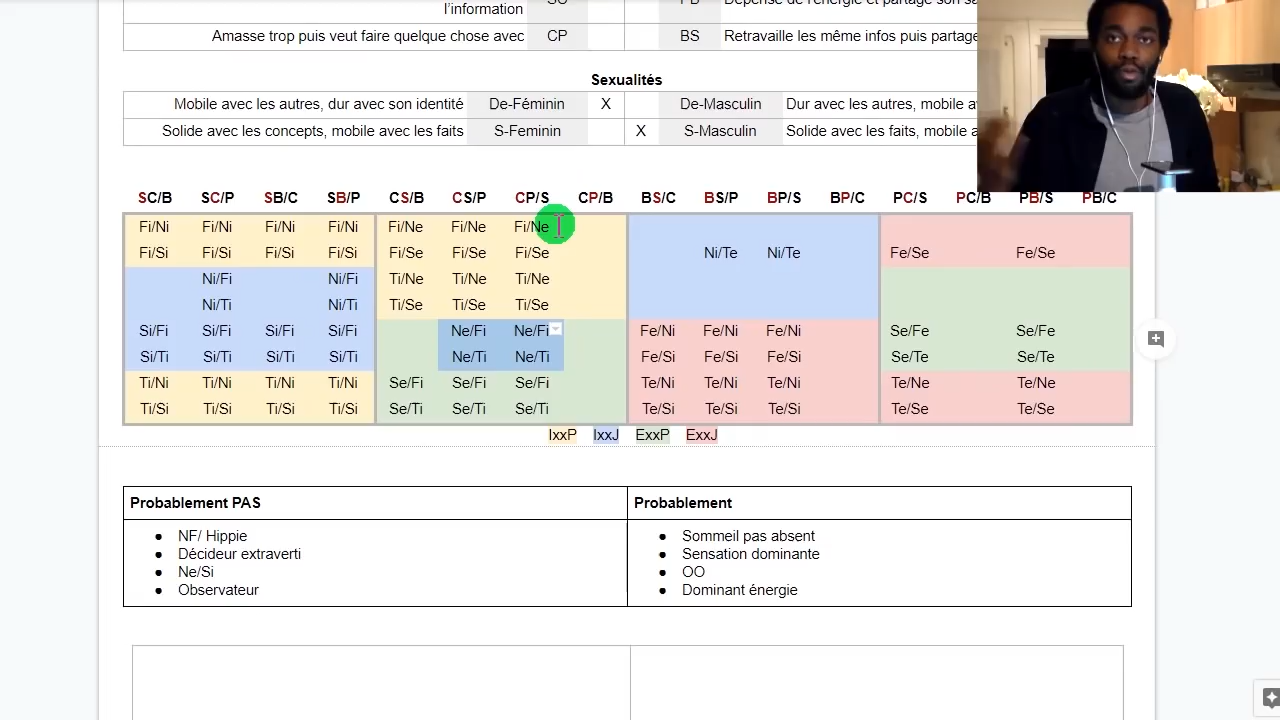 l'information
Amasse trop puis veut faire quelque chose avec CP BS Retravaille les même infos puis partage
Sexualités
Mobile avec les autres, dur avec son identité De-Féminin X De-Masculin Dur avec les autres, mobile
Solide avec les concepts, mobile avec les faits S-Feminin X S-Masculin Solide avec les faits, mobile
SC/B SC/P SB/C SB/P CS/B CS/P CP/S CP/B BS/C BS/P BP/S BP/C PC/S PC/B PB/S PB/C
Fi/Ni Fi/Ni Fi/Ni Fi/Ni Fi/Ne Fi/Ne Fi/Ne
Fi/Si Fi/Si Fi/Si Fi/Si Fi/Se Fi/Se Fi/Se Ni/Te Ni/Te Fe/Se Fe/Se
Ni/Fi Ni/Fi Ti/Ne Ti/Ne Ti/Ne
Ni/Ti Ni/Ti Ti/Se Ti/Se Ti/Se
Si/Fi Si/Fi Si/Fi Si/Fi Ne/Fi Ne/Fi Fe/Ni Fe/Ni Fe/Ni Se/Fe Se/Fe
Si/Ti Si/Ti Si/Ti Si/Ti Ne/Ti Ne/Ti Fe/Si Fe/Si Fe/Si Se/Te Se/Te
Ti/Ni Ti/Ni Ti/Ni Ti/Ni Se/Fi Se/Fi Se/Fi Te/Ni Te/Ni Te/Ni Te/Ne Te/Ne
Ti/Si Ti/Si Ti/Si Ti/Si Se/Ti Se/Ti Se/Ti Te/Si Te/Si Te/Si Te/Se Te/Se
IxxP IxxJ ExxP ExxJ
Probablement PAS Probablement
● NF/ Hippie ● Sommeil pas absent
● Décideur extraverti ● Sensation dominante
● Ne/Si ● OO
● Observateur ● Dominant énergie